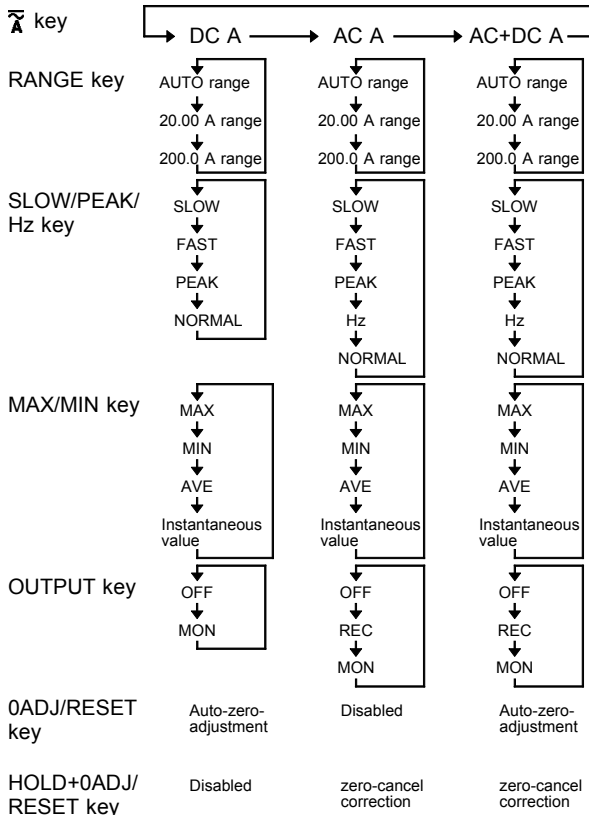 A key
DC A AC A AC+DC A
RANGE key
AUTO range AUTO range AUTO range
20.00 A range 20.00 A range 20.00 A range
200.0 A range 200.0 A range 200.0 A range
SLOW/PEAK/
Hz key
SLOW SLOW SLOW
FAST FAST FAST
PEAK PEAK PEAK
NORMAL Hz Hz
NORMAL NORMAL
MAX/MIN key
MAX MAX MAX
MIN MIN MIN
AVE AVE AVE
Instantaneous Instantaneous Instantaneous
value value value
OUTPUT key
OFF OFF OFF
MON REC REC
MON MON
0ADJ/RESET
key
Auto-zero- Disabled Auto-zero-
adjustment adjustment
HOLD+0ADJ/
RESET key
Disabled zero-cancel zero-cancel
correction correction